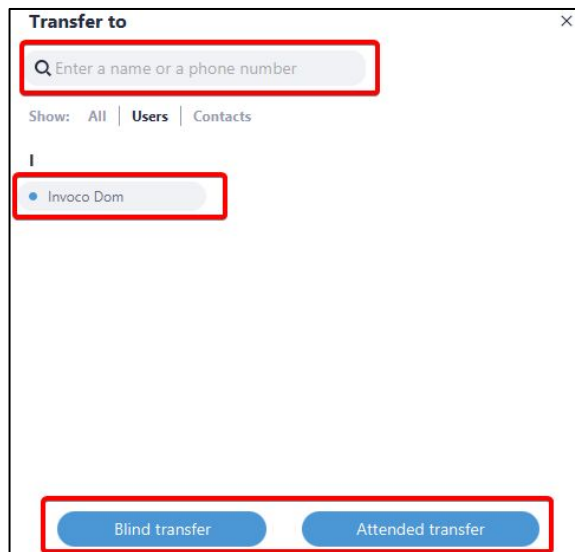 Transfer to
Enter a name or a phone number
Show: All | Users | Contacts
I
Invoco Dom
Blind transfer Attended transfer